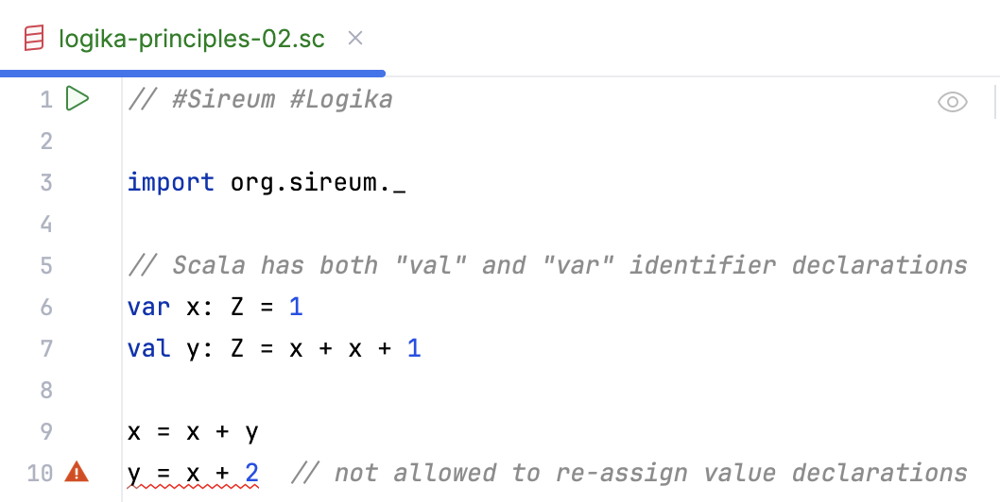 logika-principles-02.sc
1 // #Sireum #Logika
2
3 import org.sireum._
4
5 // Scala has both "val" and "var" identifier declarations
6 var x: Z = 1
7 val y: Z = x + x + 1
8
9 x = x + y
10 y = x + 2  // not allowed to re-assign value declarations